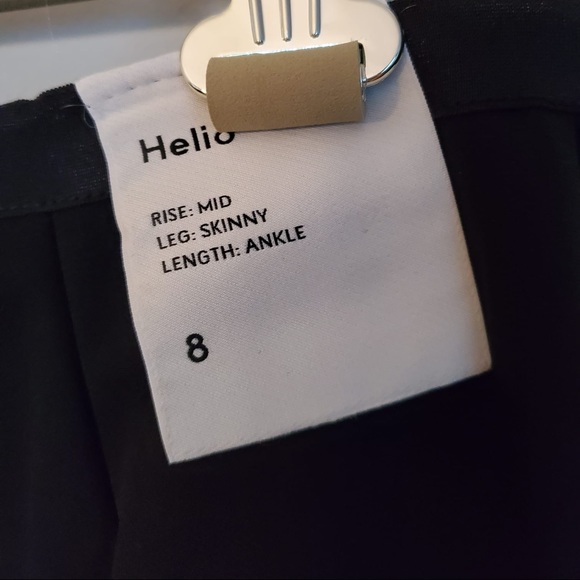 Helio
RISE: MID
LEG: SKINNY
LENGTH: ANKLE
8